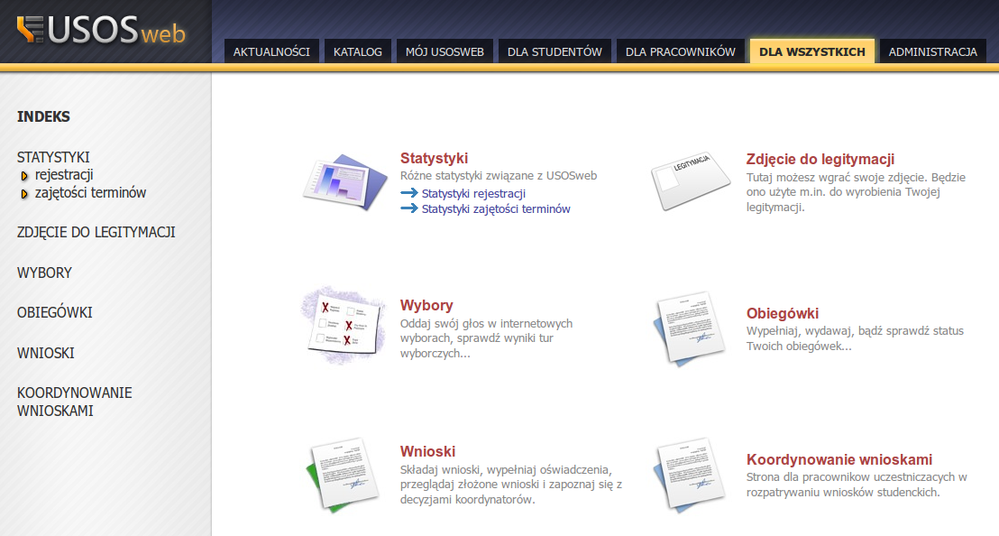 USOSweb
AKTUALNOŚCI
KATALOG
MÓJ USOSWEB
DLA STUDENTÓW
DLA PRACOWNIKÓW
DLA WSZYSTKICH
ADMINISTRACJA
INDEKS
STATYSTYKI
rejestracji
zajętości terminów
ZDJĘCIE DO LEGITYMACJI
WYBORY
OBIEGÓWKI
WNIOSKI
KOORDYNOWANIE
WNIOSKAMI
Statystyki
Różne statystyki związane z USOSweb
Statystyki rejestracji
Statystyki zajętości terminów
LEGITYMACJA
Zdjęcie do legitymacji
Tutaj możesz wgrać swoje zdjęcie. Będzie
ono użyte m.in. do wyrobienia Twojej
legitymacji.
Wybory
Oddaj swój głos w internetowych
wyborach, sprawdź wyniki tur
wyborczych...
Obiegówki
Wypełniaj, wydawaj, bądź sprawdź status
Twoich obiegówek...
Wnioski
Składaj wnioski, wypełniaj oświadczenia,
przeglądaj złożone wnioski i zapoznaj się z
decyzjami koordynatorów.
Koordynowanie wnioskami
Strona dla pracownikow uczestniczacych w
rozpatrywaniu wniosków studenckich.